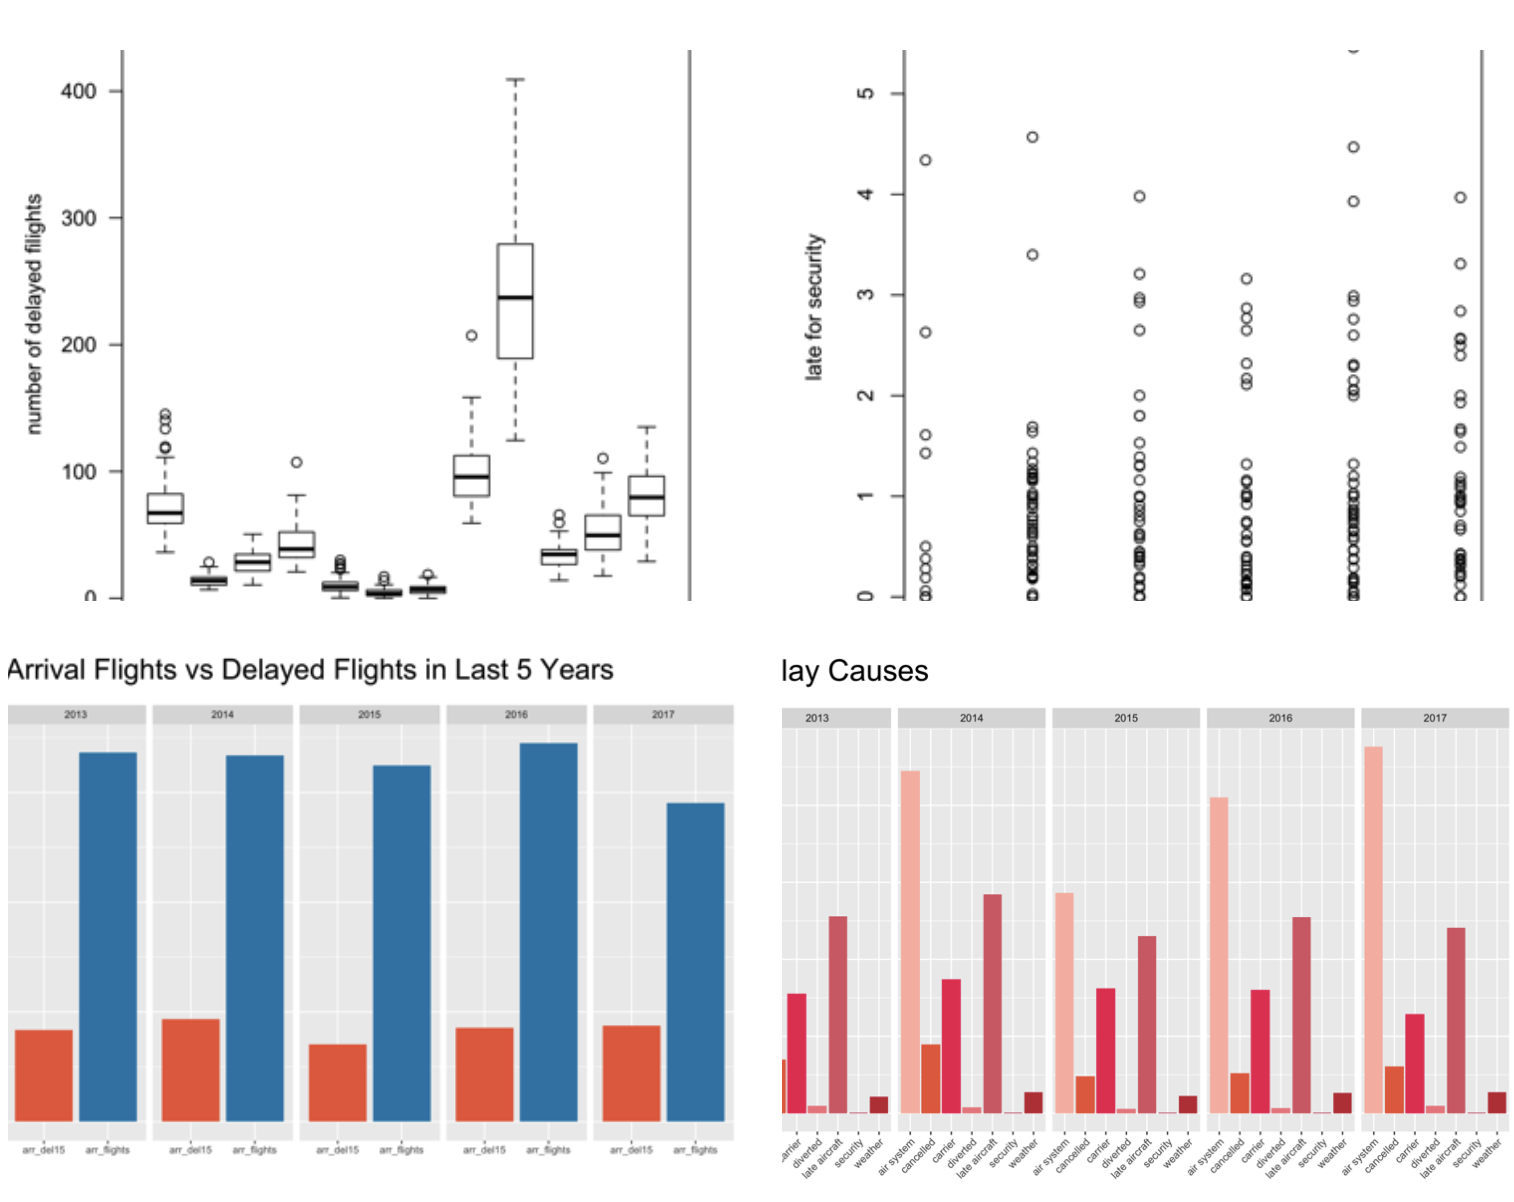 400
300
200
100
0
number of delayed filights
5
4
3
2
1
0
late for security
Arrival Flights vs Delayed Flights in Last 5 Years
2013 2014 2015 2016 2017
arr_del15 arr_flights arr_del15 arr_flights arr_del15 arr_flights arr_del15 arr_flights arr_del15 arr_flights
lay Causes
2013 2014 2015 2016 2017
arrier diverted late aircraft security weather air system cancelled carrier diverted late aircraft security weather air system cancelled carrier diverted late aircraft security weather air system cancelled carrier diverted late aircraft security weather air system cancelled carrier diverted late aircraft security weather